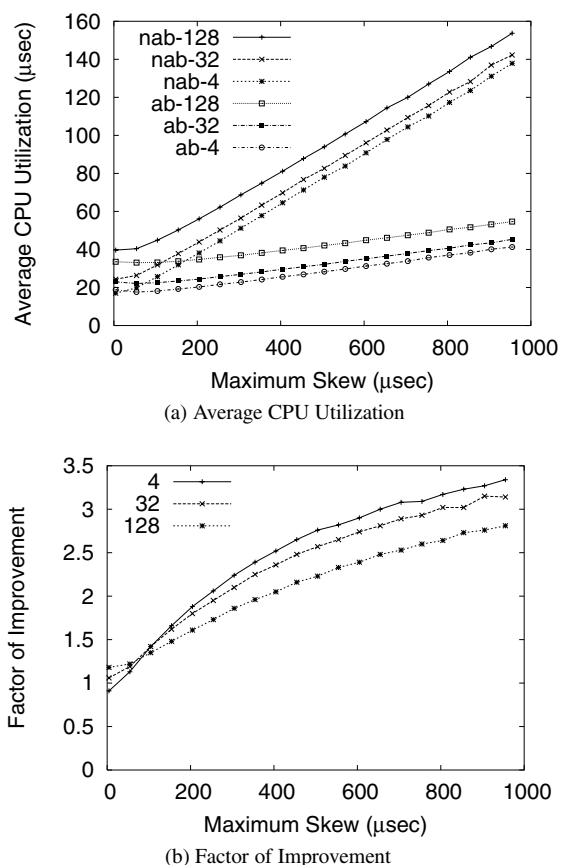 160
140
120
100
80
60
40
20
0
Average CPU Utilization (μsec)
nab-128
nab-32
nab-4
ab-128
ab-32
ab-4
0 200 400 600 800 1000
Maximum Skew (μsec)
(a) Average CPU Utilization
3.5
3
2.5
2
1.5
1
0.5
0
Factor of Improvement
4
32
128
0 200 400 600 800 1000
Maximum Skew (μsec)
(b) Factor of Improvement